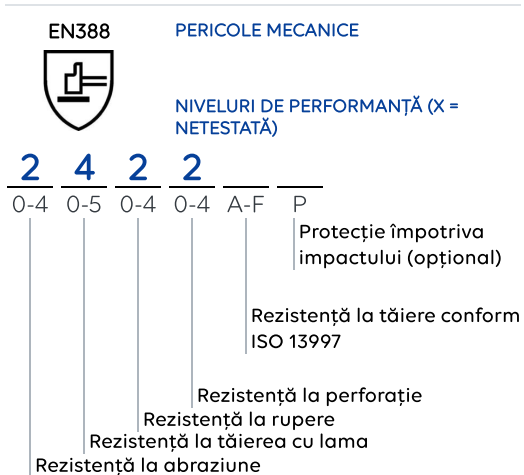 EN388
PERICOLE MECANICE
NIVELURI DE PERFORMANȚĂ (X =
NETESTATĂ)
2 4 2 2
0-4 0-5 0-4 0-4 A-F P
Protecție împotriva
impactului (opțional)
Rezistență la tăiere conform
ISO 13997
Rezistență la perforație
Rezistență la rupere
Rezistență la tăierea cu lama
Rezistență la abraziune